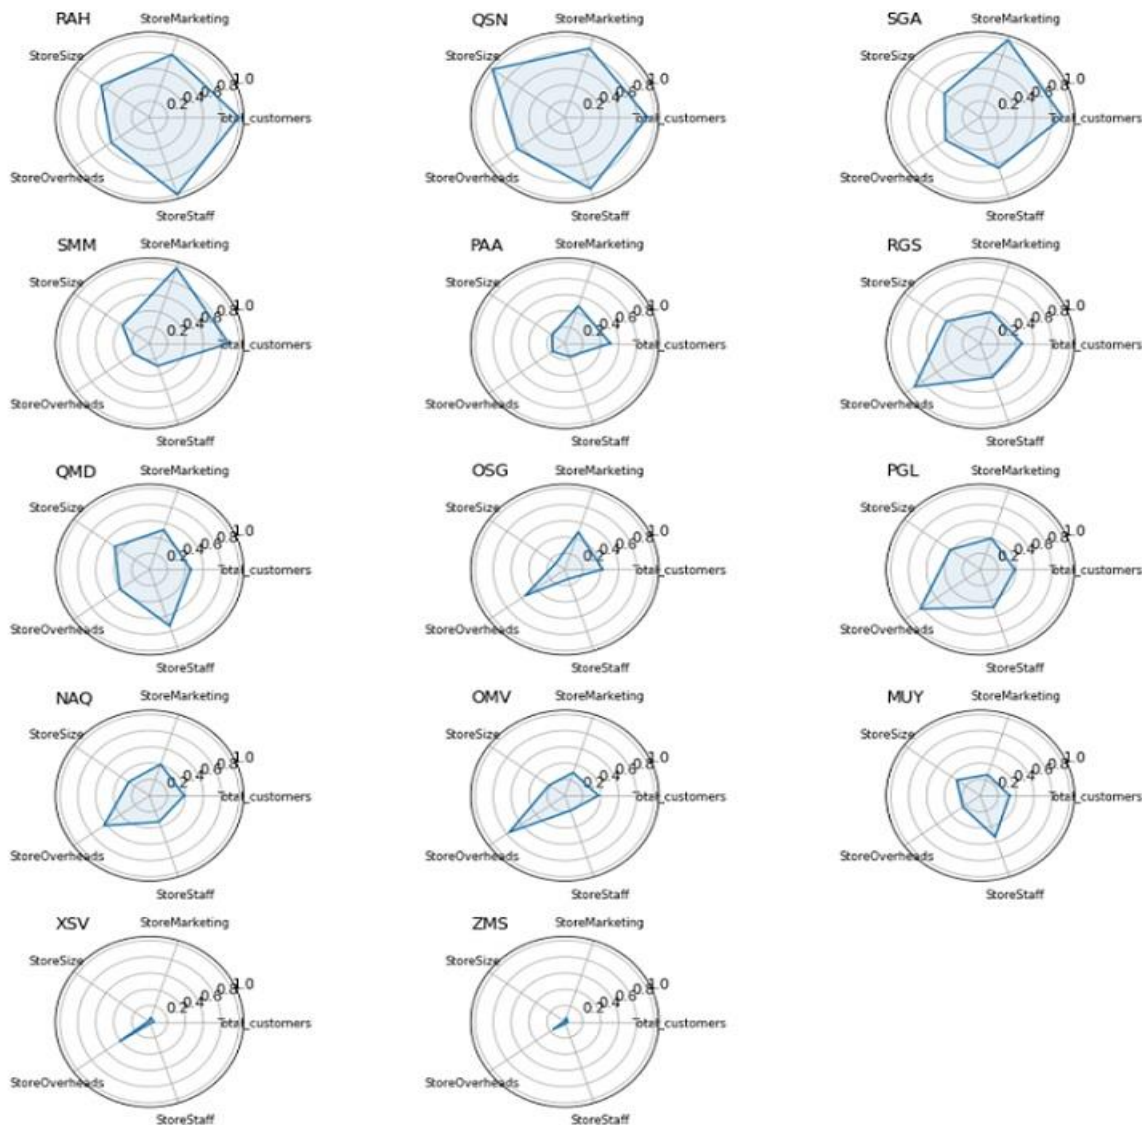 RAH
StoreMarketing
StoreSize
0.2 0.4 0.6 0.8 1.0
Total_customers
StoreOverheads
StoreStaff
QSN
StoreMarketing
StoreSize
0.2 0.4 0.6 0.8 1.0
Total_customers
StoreOverheads
StoreStaff
SGA
StoreMarketing
StoreSize
0.2 0.4 0.6 0.8 1.0
Total_customers
StoreOverheads
StoreStaff
SMM
StoreMarketing
StoreSize
0.2 0.4 0.6 0.8 1.0
Total_customers
StoreOverheads
StoreStaff
PAA
StoreMarketing
StoreSize
0.2 0.4 0.6 0.8 1.0
Total_customers
StoreOverheads
StoreStaff
RGS
StoreMarketing
StoreSize
0.2 0.4 0.6 0.8 1.0
Total_customers
StoreOverheads
StoreStaff
QMD
StoreMarketing
StoreSize
0.2 0.4 0.6 0.8 1.0
Total_customers
StoreOverheads
StoreStaff
OSG
StoreMarketing
StoreSize
0.2 0.4 0.6 0.8 1.0
Total_customers
StoreOverheads
StoreStaff
PGL
StoreMarketing
StoreSize
0.2 0.4 0.6 0.8 1.0
Total_customers
StoreOverheads
StoreStaff
NAQ
StoreMarketing
StoreSize
0.2 0.4 0.6 0.8 1.0
Total_customers
StoreOverheads
StoreStaff
OMV
StoreMarketing
StoreSize
0.2 0.4 0.6 0.8 1.0
Total_customers
StoreOverheads
StoreStaff
MUY
StoreMarketing
StoreSize
0.2 0.4 0.6 0.8 1.0
Total_customers
StoreOverheads
StoreStaff
XSV
StoreMarketing
StoreSize
0.2 0.4 0.6 0.8 1.0
Total_customers
StoreOverheads
StoreStaff
ZMS
StoreMarketing
StoreSize
0.2 0.4 0.6 0.8 1.0
Total_customers
StoreOverheads
StoreStaff